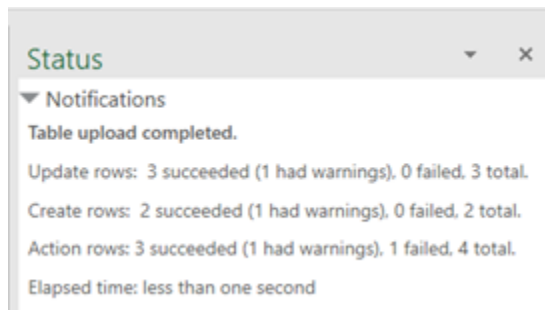 Status
Notifications
Table upload completed.
Update rows:  3 succeeded (1 had warnings), 0 failed, 3 total.
Create rows:  2 succeeded (1 had warnings), 0 failed, 2 total.
Action rows: 3 succeeded (1 had warnings), 1 failed, 4 total.
Elapsed time: less than one second